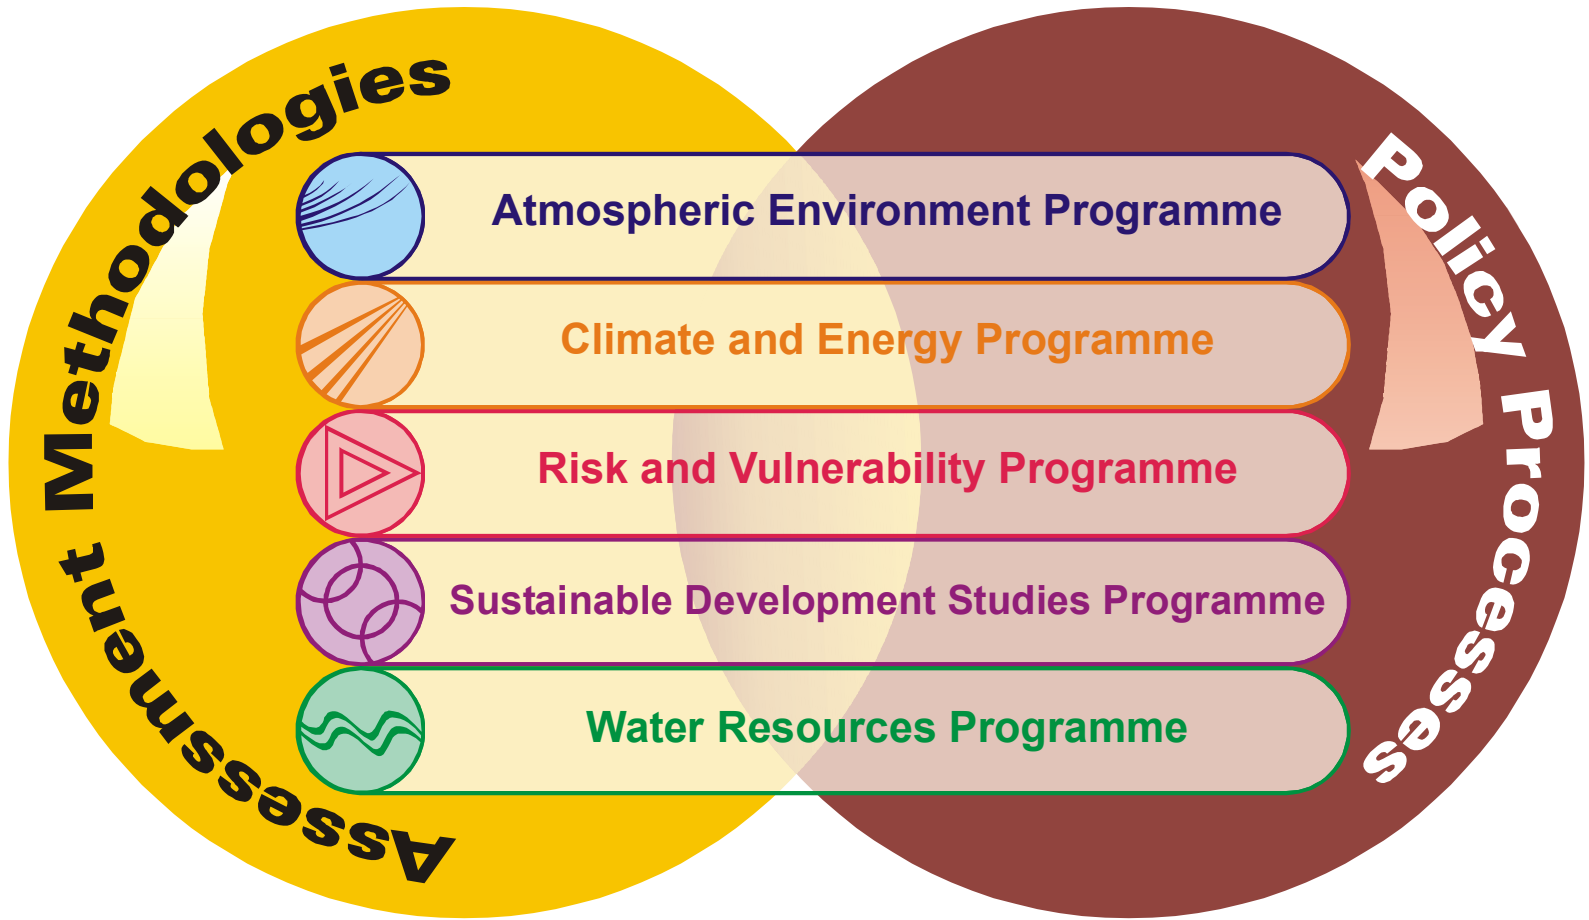 Assessment Methodologies
Policy Processes
Atmospheric Environment Programme
Climate and Energy Programme
Risk and Vulnerability Programme
Sustainable Development Studies Programme
Water Resources Programme